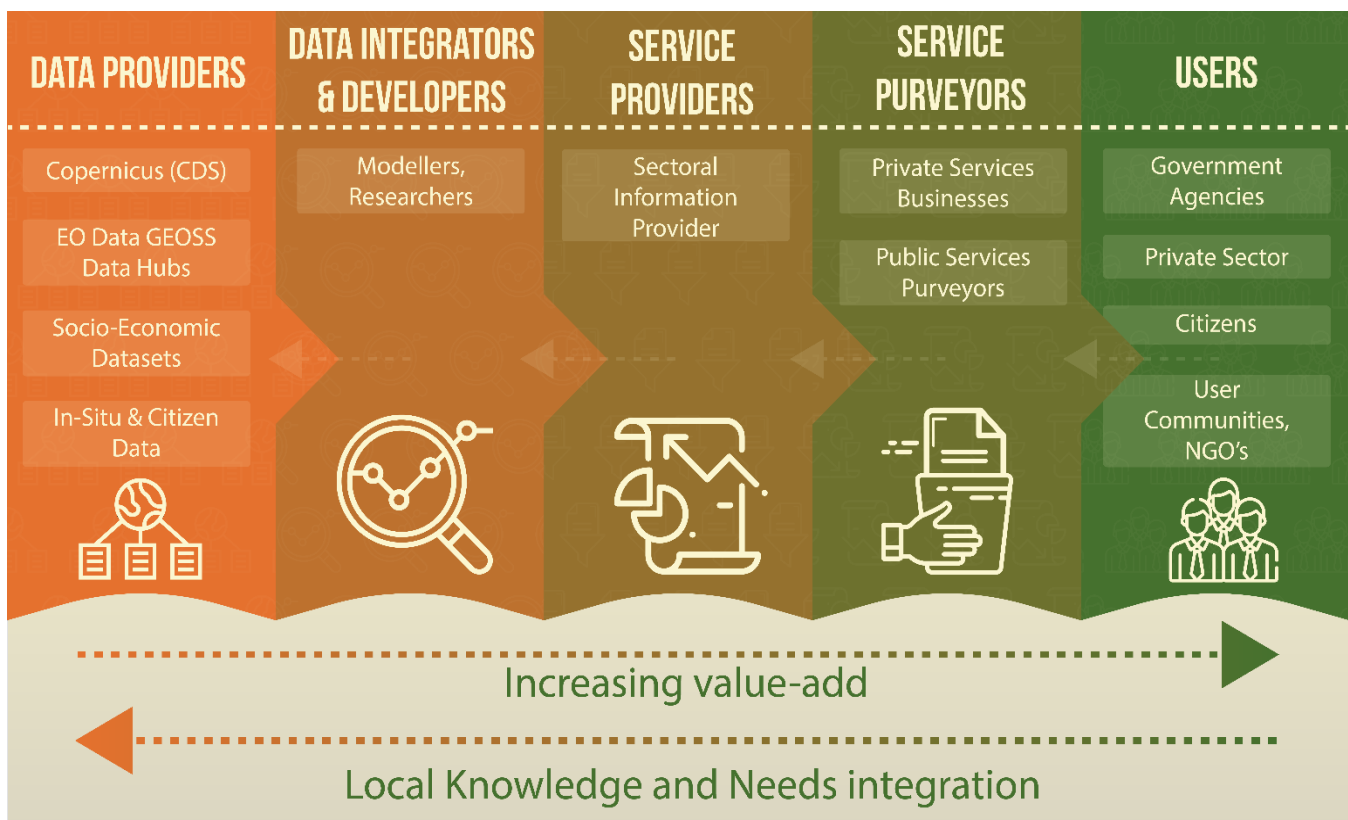 DATA PROVIDERS
Copernicus (CDS)
EO Data GEOSS
Data Hubs
Socio-Economic
Datasets
In-Situ & Citizen
Data
DATA INTEGRATORS
& DEVELOPERS
Modellers,
Researchers
SERVICE
PROVIDERS
Sectoral
Information
Provider
SERVICE
PURVEYORS
Private Services
Businesses
Public Services
Purveyors
USERS
Government
Agencies
Private Sector
Citizens
User
Communities,
NGO's
Increasing value-add
Local Knowledge and Needs integration